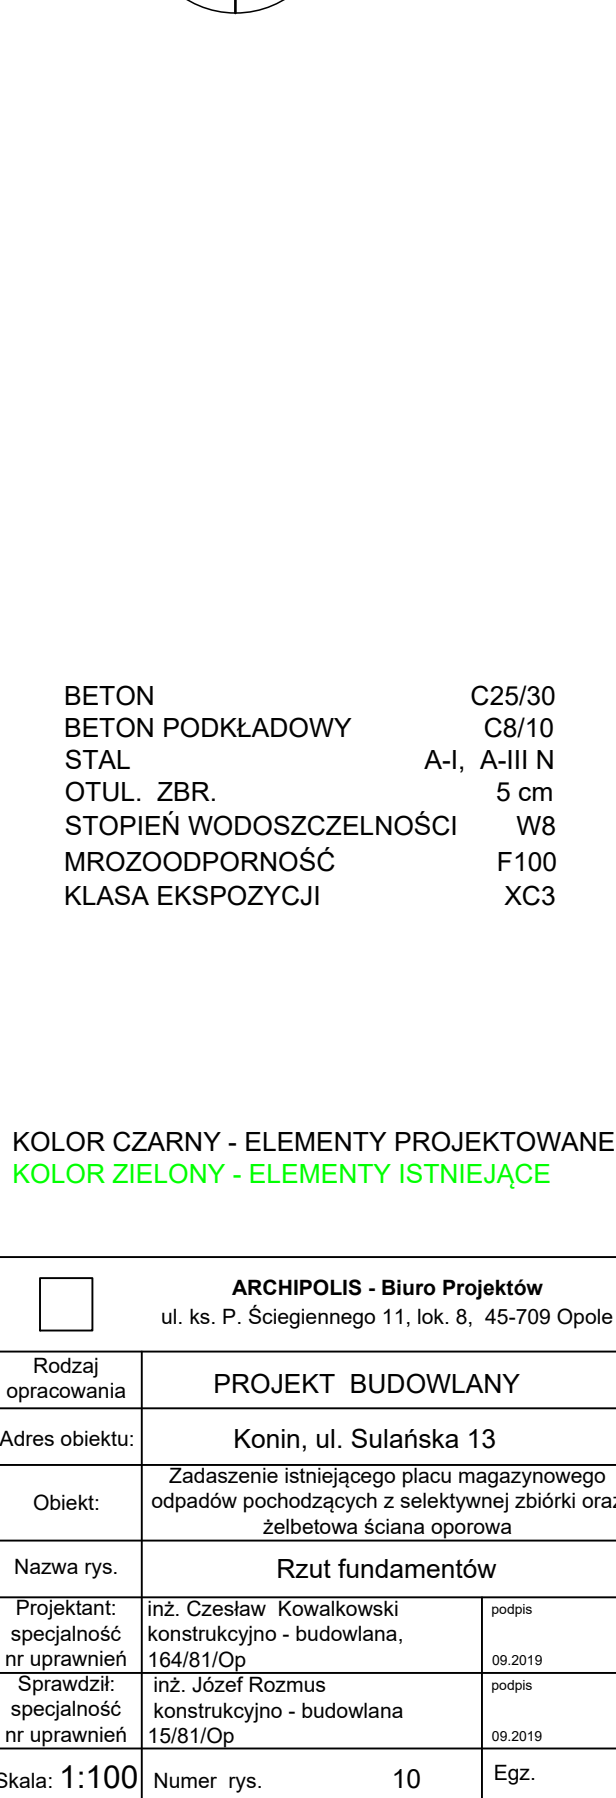 BETON C25/30
BETON PODKŁADOWY C8/10
STAL A-I, A-III N
OTUL. ZBR. 5 cm
STOPIEŃ WODOSZCZELNOŚCI W8
MROZOODPORNOŚĆ F100
KLASA EKSPOZYCJI XC3
KOLOR CZARNY - ELEMENTY PROJEKTOWANE
KOLOR ZIELONY - ELEMENTY ISTNIEJĄCE
ARCHIPOLIS - Biuro Projektów
ul. ks. P. Ściegiennego 11, lok. 8, 45-709 Opole
Rodzaj
opracowania
PROJEKT BUDOWLANY
Adres obiektu:
Konin, ul. Sulańska 13
Obiekt:
Zadaszenie istniejącego placu magazynowego
odpadów pochodzących z selektywnej zbiórki oraz
żelbetowa ściana oporowa
Nazwa rys.
Rzut fundamentów
Projektant:
specjalność
nr uprawnień
inż. Czesław Kowalkowski
konstrukcyjno - budowlana,
164/81/Op
podpis
09.2019
Sprawdził:
specjalność
nr uprawnień
inż. Józef Rozmus
konstrukcyjno - budowlana
15/81/Op
podpis
09.2019
Skala: 1:100
Numer rys. 10
Egz.